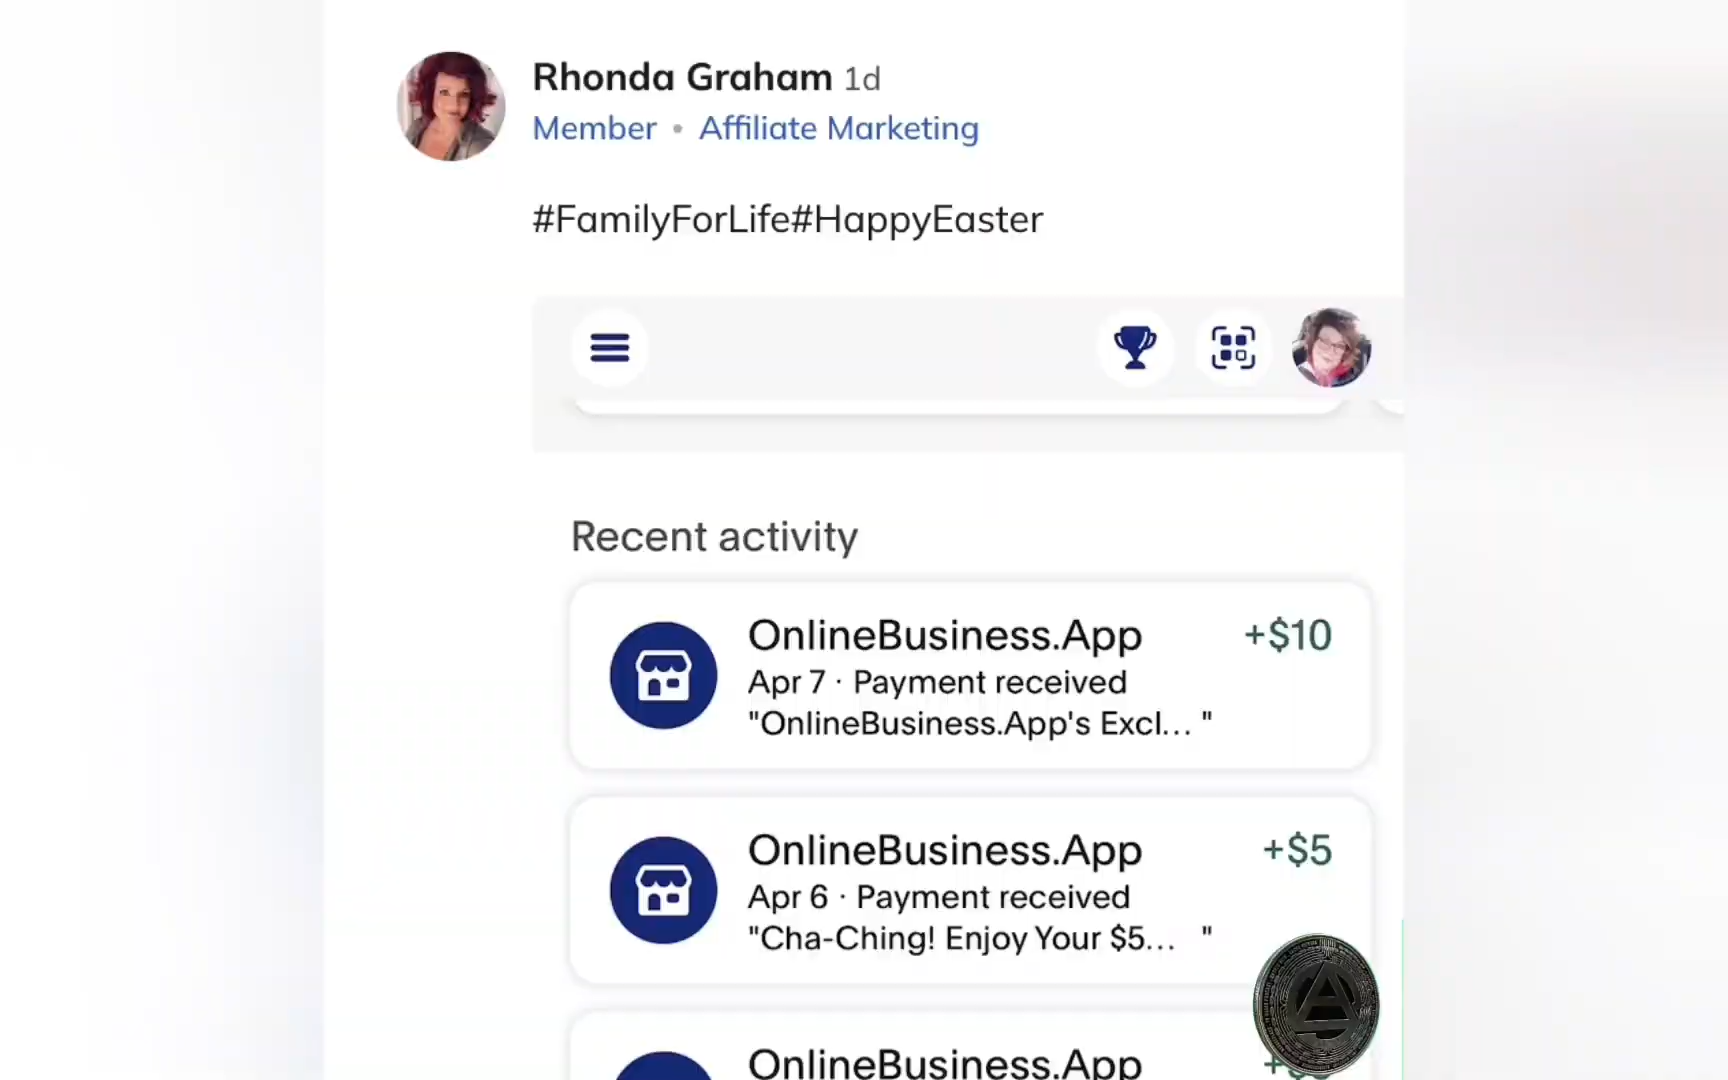 Rhonda Graham 1d
Member • Affiliate Marketing
#FamilyForLife#HappyEaster
Recent activity
OnlineBusiness.App +$10
Apr 7 · Payment received
"OnlineBusiness.App's Excl... "
OnlineBusiness.App +$5
Apr 6 · Payment received
"Cha-Ching! Enjoy Your $5... "
OnlineBusiness.App